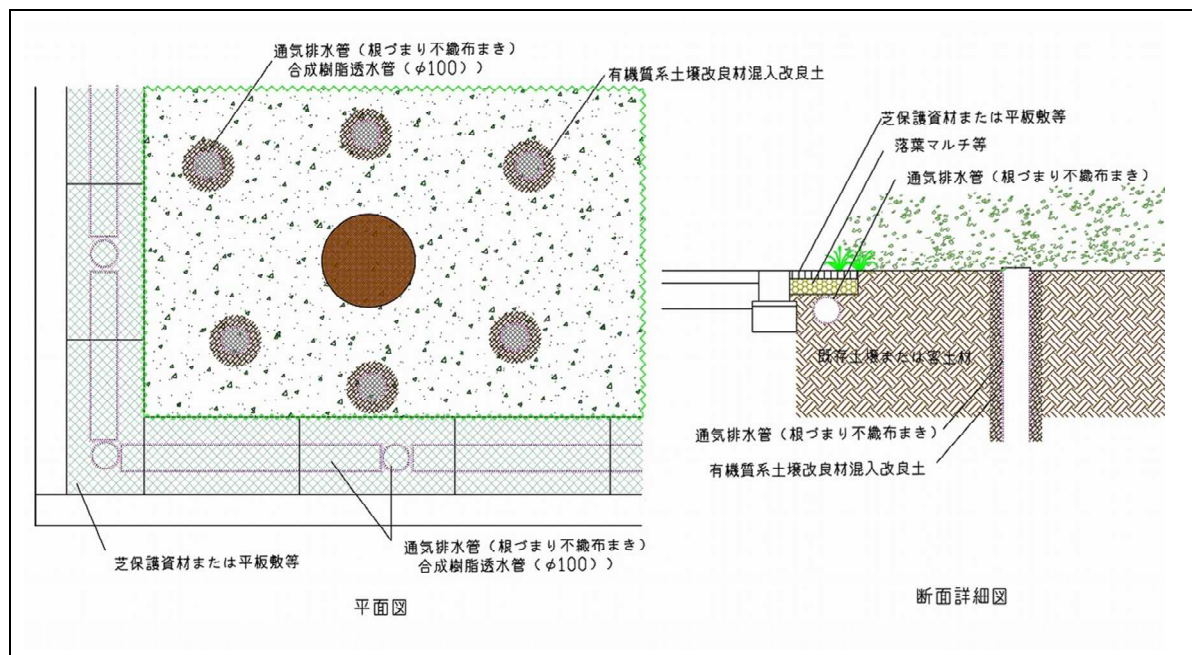 通気排水管（根づまり不織布まき）
合成樹脂透水管（φ100））
有機質系土壌改良材混入改良土
芝保護資材または平板敷等
通気排水管（根づまり不織布まき）
合成樹脂透水管（φ100））
平面図
芝保護資材または平板敷等
落葉マルチ等
通気排水管（根づまり不織布まき）
既存土壌または客土材
通気排水管（根づまり不織布まき）
有機質系土壌改良材混入改良土
断面詳細図